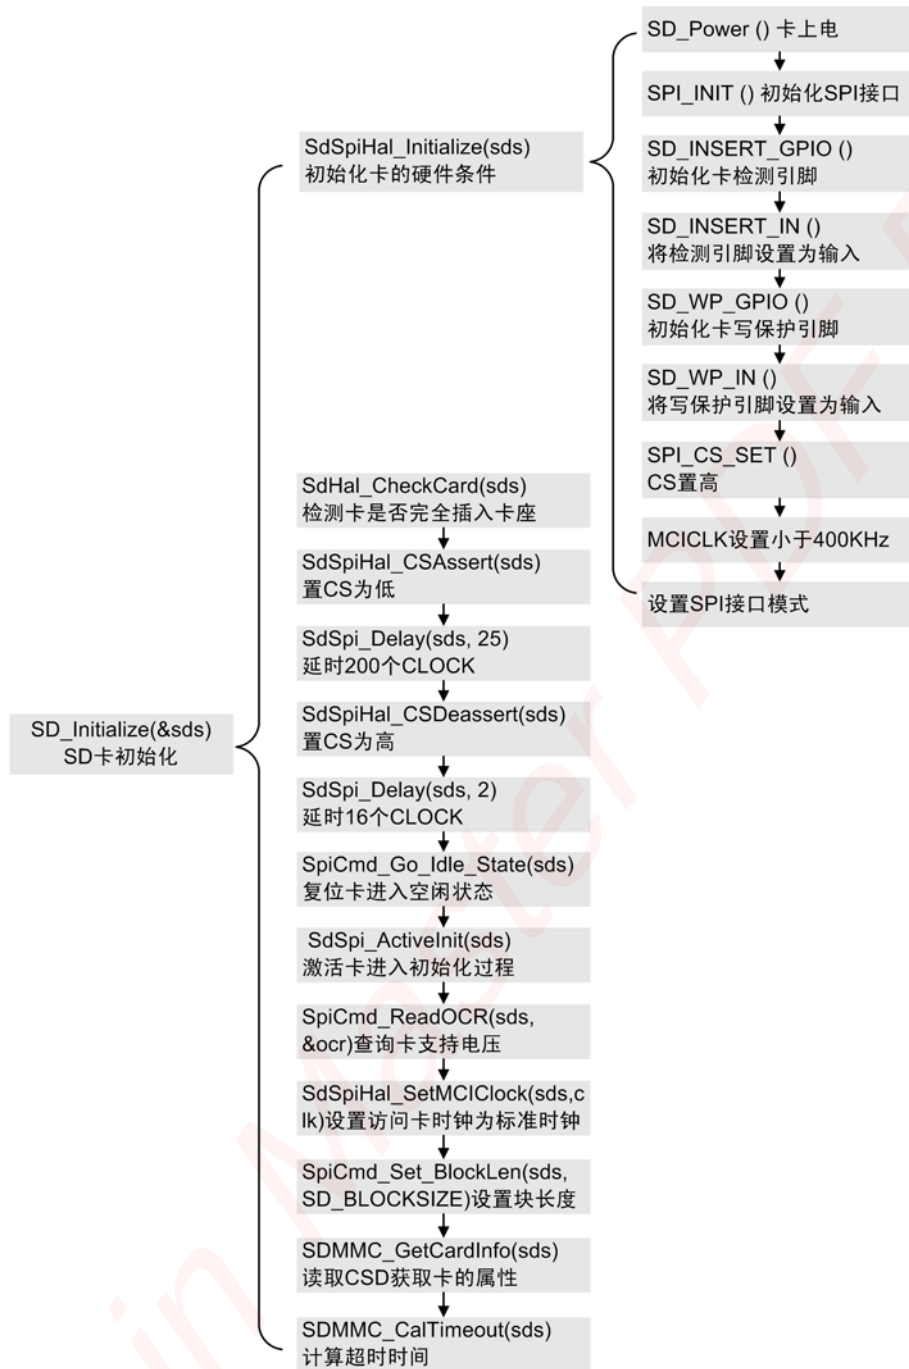 SD_Initialize(&sds)
SD卡初始化
SdSpiHal_Initialize(sds)
初始化卡的硬件条件
SD_Power () 卡上电
SPI_INIT () 初始化SPI接口
SD_INSERT_GPIO ()
初始化卡检测引脚
SD_INSERT_IN ()
将检测引脚设置为输入
SD_WP_GPIO ()
初始化卡写保护引脚
SD_WP_IN ()
将写保护引脚设置为输入
SPI_CS_SET ()
CS置高
MCICLK设置小于400KHz
设置SPI接口模式
SdHal_CheckCard(sds)
检测卡是否完全插入卡座
SdSpiHal_CSAssert(sds)
置CS为低
SdSpi_Delay(sds, 25)
延时200个CLOCK
SdSpiHal_CSDeassert(sds)
置CS为高
SdSpi_Delay(sds, 2)
延时16个CLOCK
SpiCmd_Go_Idle_State(sds)
复位卡进入空闲状态
SdSpi_ActiveInit(sds)
激活卡进入初始化过程
SpiCmd_ReadOCR(sds,
&ocr)查询卡支持电压
SdSpiHal_SetMCIClock(sds,c
lk)设置访问卡时钟为标准时钟
SpiCmd_Set_BlockLen(sds,
SD_BLOCKSIZE)设置块长度
SDMMC_GetCardInfo(sds)
读取CSD获取卡的属性
SDMMC_CalTimeout(sds)
计算超时时间
in Master PDF